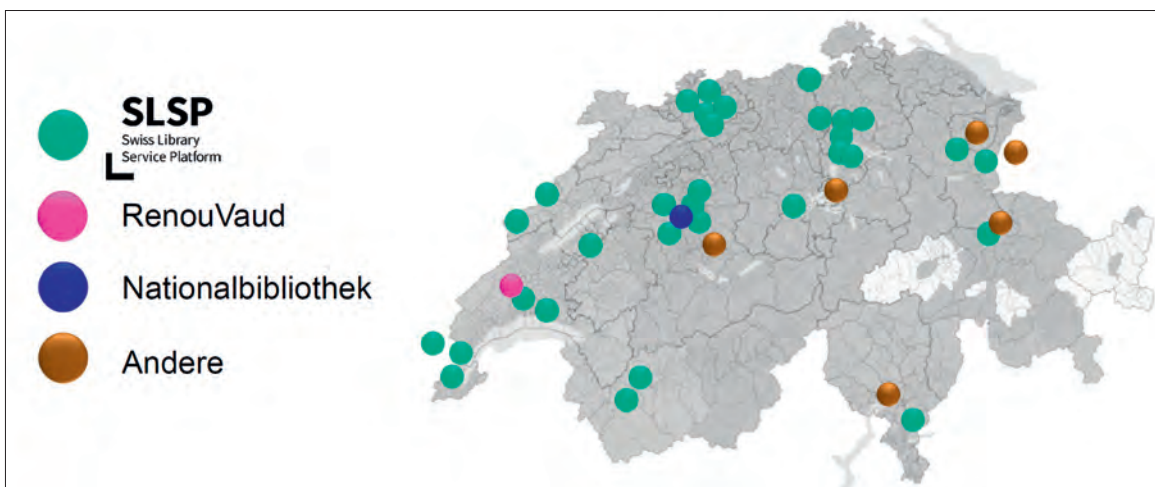 SLSP
Swiss Library
Service Platform
RenouVaud
Nationalbibliothek
Andere